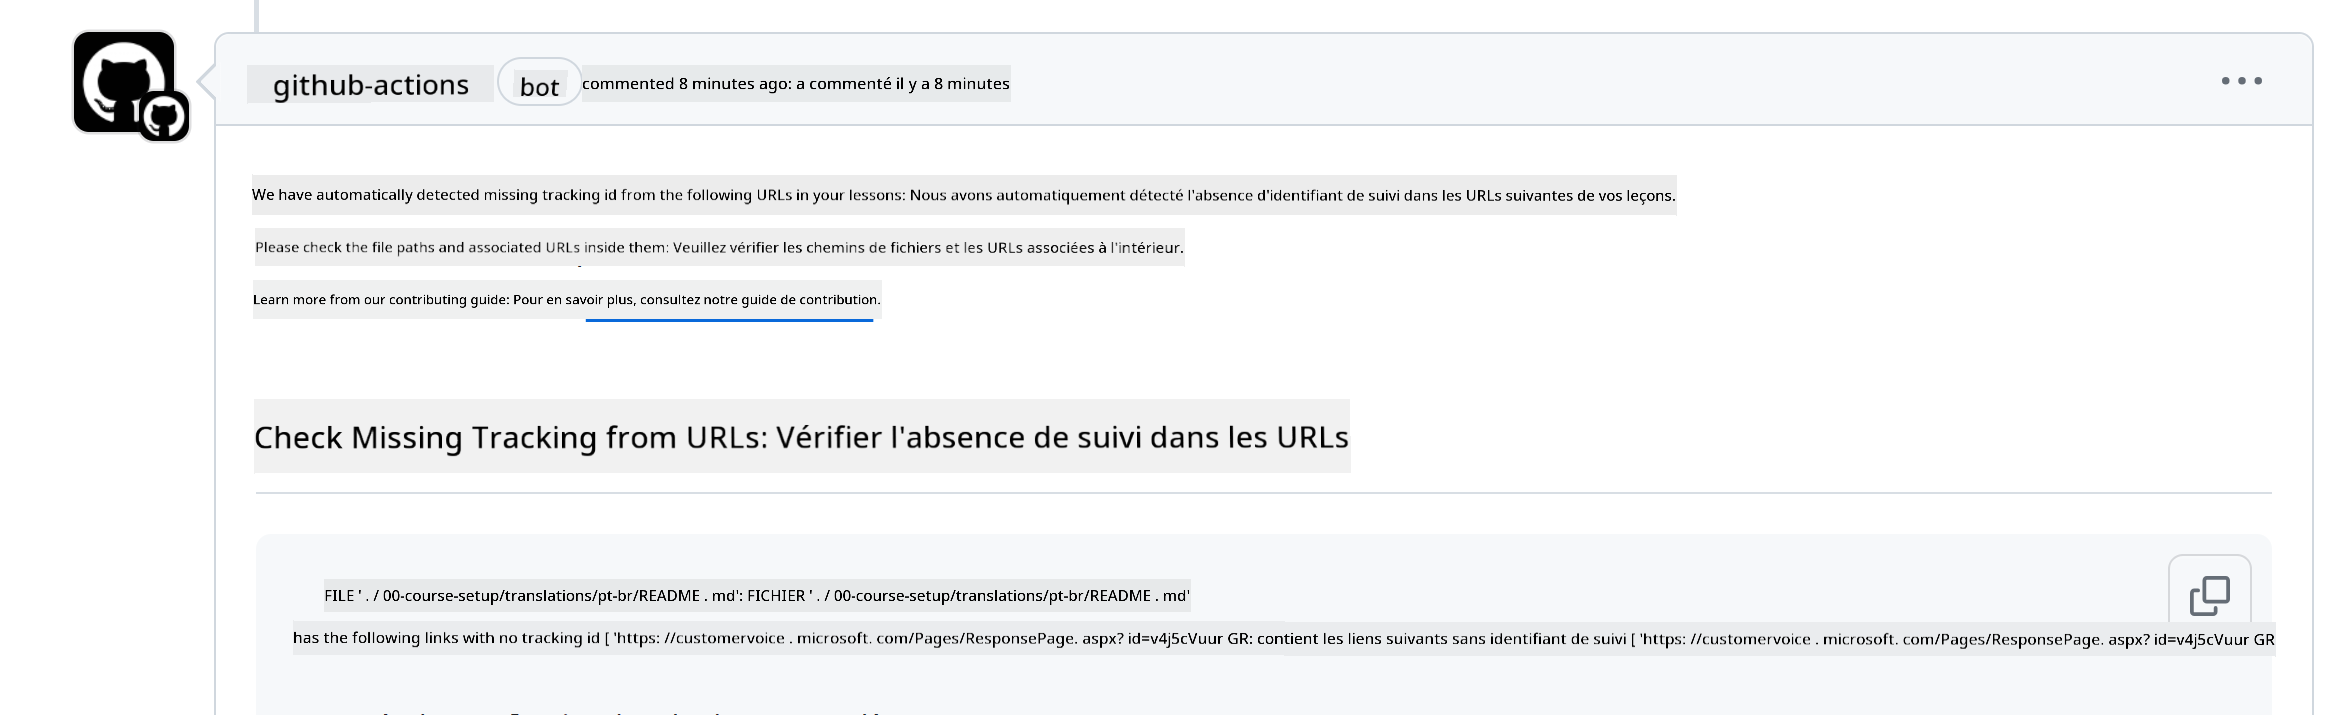 github-actions bot commented 8 minutes ago: a commenté il y a 8 minutes
We have automatically detected missing tracking id from the following URLs in your lessons: Nous avons automatiquement détecté l'absence d'identifiant de suivi dans les URLs suivantes de vos leçons.
Please check the file paths and associated URLs inside them: Veuillez vérifier les chemins de fichiers et les URLs associées à l'intérieur.
Learn more from our contributing guide: Pour en savoir plus, consultez notre guide de contribution.
Check Missing Tracking from URLs: Vérifier l'absence de suivi dans les URLs
FILE ' . / 00-course-setup/translations/pt-br/README . md': FICHIER ' . / 00-course-setup/translations/pt-br/README . md'
has the following links with no tracking id [ 'https: //customervoice . microsoft. com/Pages/ResponsePage. aspx? id=v4j5cVuur GR: contient les liens suivants sans identifiant de suivi [ 'https: //customervoice . microsoft. com/Pages/ResponsePage. aspx? id=v4j5cVuur GR